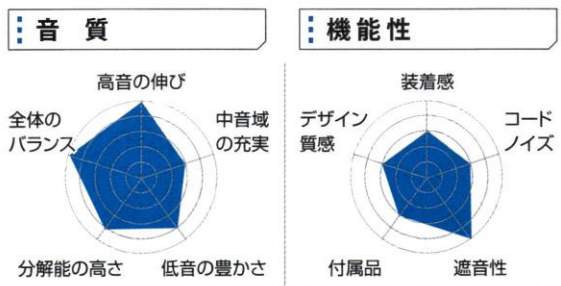 音 質
高音の伸び
中音域
の充実
低音の豊かさ
分解能の高さ
全体の
バランス
機能性
装着感
コード
ノイズ
遮音性
付属品
デザイン
質感